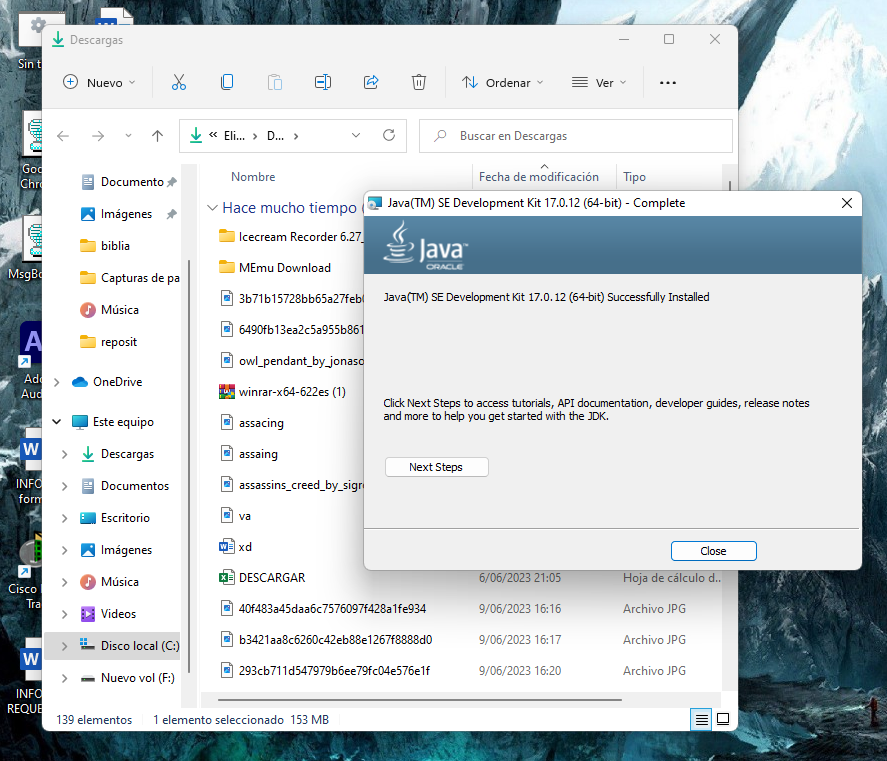 Descargas
Nuevo
Ordenar
Ver
Eli...
D...
Buscar en Descargas
Nombre
Fecha de modificación
Tipo
Documento
Imágenes
biblia
Capturas de pa
Música
reposit
OneDrive
Este equipo
Descargas
Documentos
Escritorio
Imágenes
Música
Videos
Disco local (C:)
Nuevo vol (F:)
Hace mucho tiempo (
Icecream Recorder 6.27_
MEmu Download
3b71b15728bb65a27feb
6490fb13ea2c5a955b861
owl_pendant_by_jonaso
winrar-x64-622es (1)
assacing
assaing
assassins_creed_by_sigre
va
xd
DESCARGAR 6/06/2023 21:05 Hoja de cálculo d...
40f483a45daa6c7576097f428a1fe934 9/06/2023 16:16 Archivo JPG
b3421aa8c6260c42eb88e1267f8888d0 9/06/2023 16:17 Archivo JPG
293cb711d547979b6ee79fc04e576e1f 9/06/2023 16:20 Archivo JPG
139 elementos
1 elemento seleccionado 153 MB
Java(TM) SE Development Kit 17.0.12 (64-bit) - Complete
Java™
ORACLE
Java(TM) SE Development Kit 17.0.12 (64-bit) Successfully Installed
Click Next Steps to access tutorials, API documentation, developer guides, release notes
and more to help you get started with the JDK.
Next Steps
Close
Sin t
Goo
Chro
MsgBo
A
Ado
Aud
W
INFO
form
Cisco
Tra
W
INFO
REQUE